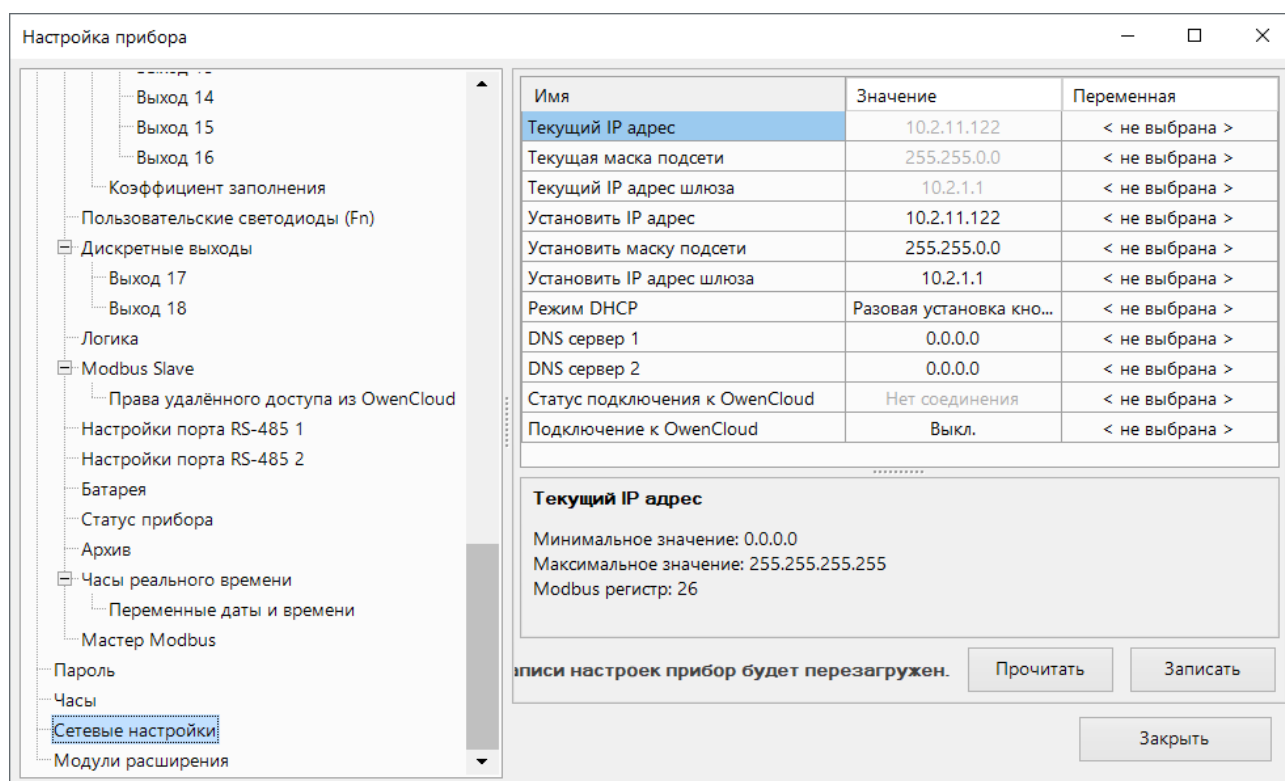 Настройка прибора
Выход 14
Выход 15
Выход 16
Коэффициент заполнения
Пользовательские светодиоды (Fn)
Дискретные выходы
Выход 17
Выход 18
Логика
Modbus Slave
Права удалённого доступа из OwenCloud
Настройки порта RS-485 1
Настройки порта RS-485 2
Батарея
Статус прибора
Архив
Часы реального времени
Переменные даты и времени
Мастер Modbus
Пароль
Часы
Сетевые настройки
Модули расширения
Имя Значение Переменная
Текущий IP адрес 10.2.11.122 < не выбрана >
Текущая маска подсети 255.255.0.0 < не выбрана >
Текущий IP адрес шлюза 10.2.1.1 < не выбрана >
Установить IP адрес 10.2.11.122 < не выбрана >
Установить маску подсети 255.255.0.0 < не выбрана >
Установить IP адрес шлюза 10.2.1.1 < не выбрана >
Режим DHCP Разовая установка кно... < не выбрана >
DNS сервер 1 0.0.0.0 < не выбрана >
DNS сервер 2 0.0.0.0 < не выбрана >
Статус подключения к OwenCloud Нет соединения < не выбрана >
Подключение к OwenCloud Выкл. < не выбрана >
Текущий IP адрес
Минимальное значение: 0.0.0.0
Максимальное значение: 255.255.255.255
Modbus регистр: 26
аписи настроек прибор будет перезагружен.
Прочитать
Записать
Закрыть